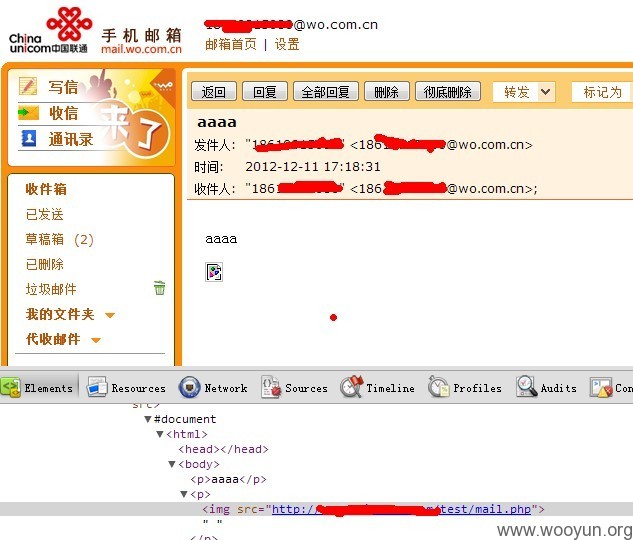 China
unicom中国联通
手机邮箱
mail.wo.com.cn
@wo.com.cn
邮箱首页 | 设置
写信
收信
通讯录
来了
返回 回复 全部回复 删除 彻底删除 转发 标记为
aaaa
发件人: "186 " <186 @wo.com.cn>
时间: 2012-12-11 17:18:31
收件人: "186 " <186 @wo.com.cn>;
收件箱
已发送
草稿箱 (2)
已删除
垃圾邮件
我的文件夹
代收邮件
aaaa
Elements Resources Network Sources Timeline Profiles Audits Con
src>
▼#document
▼<html>
<head></head>
▼<body>
<p>aaaa</p>
▼<p>
<img src="http:/ /test/mail.php">
" "
</p>
www.wooyun.org